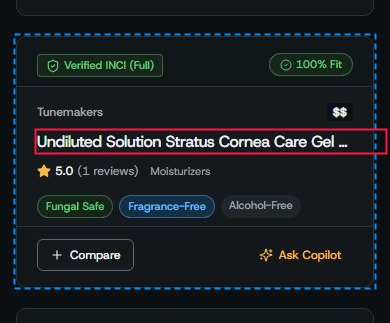 Verified INCI (Full)
100% Fit
Tunemakers
$$
Undiluted Solution Stratus Cornea Care Gel ...
5.0 (1 reviews) Moisturizers
Fungal Safe
Fragrance-Free
Alcohol-Free
+ Compare
Ask Copilot